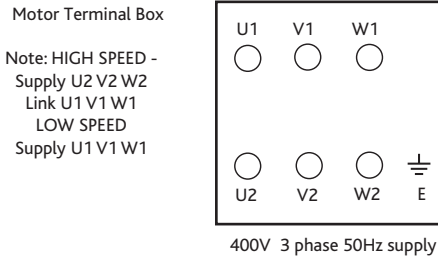 Motor Terminal Box
Note: HIGH SPEED -
Supply U2 V2 W2
Link U1 V1 W1
LOW SPEED
Supply U1 V1 W1
U1 V1 W1
U2 V2 W2 E
400V 3 phase 50Hz supply